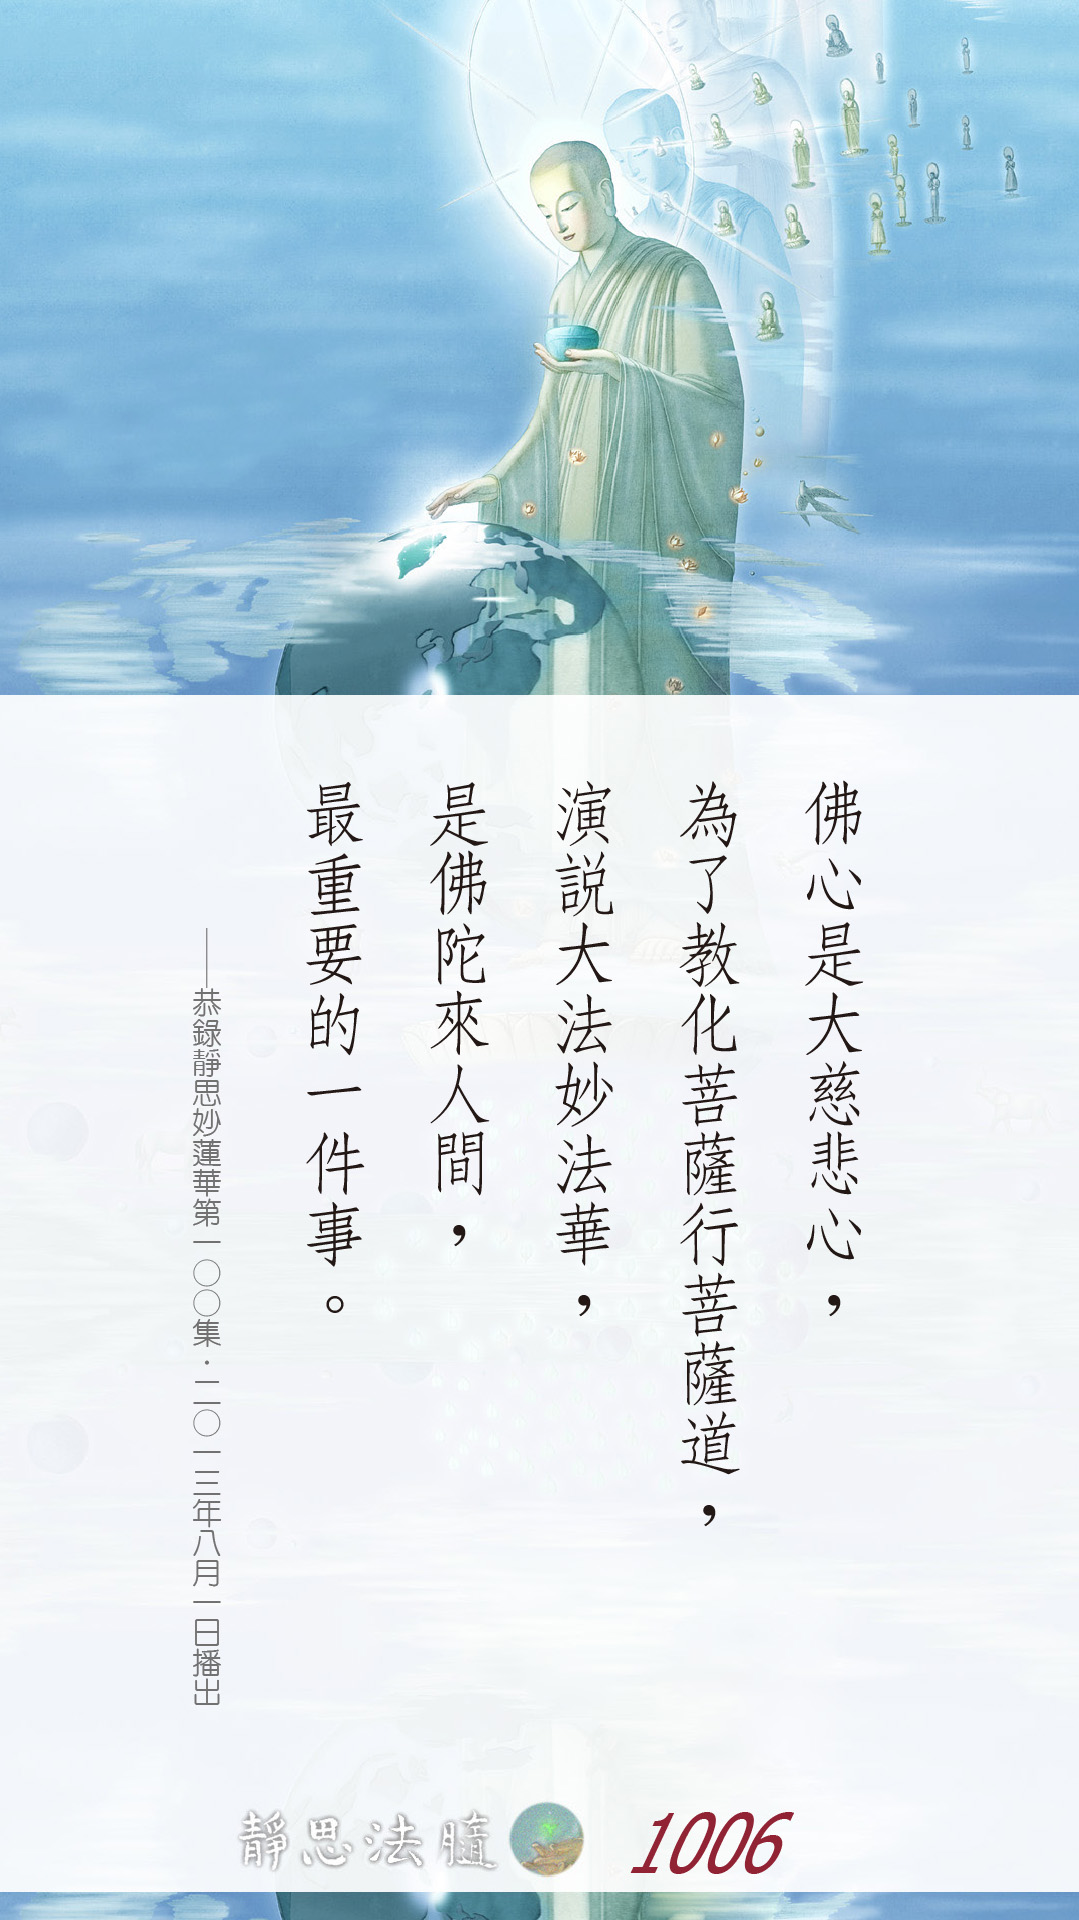 佛心是大慈悲心，
為了教化菩薩行菩薩道，
演説大法妙法華，
是佛陀來人間，
最重要的一件事。
——恭錄靜思妙蓮華第一〇〇集·二〇一三年八月一日播出
靜思法髓
1006